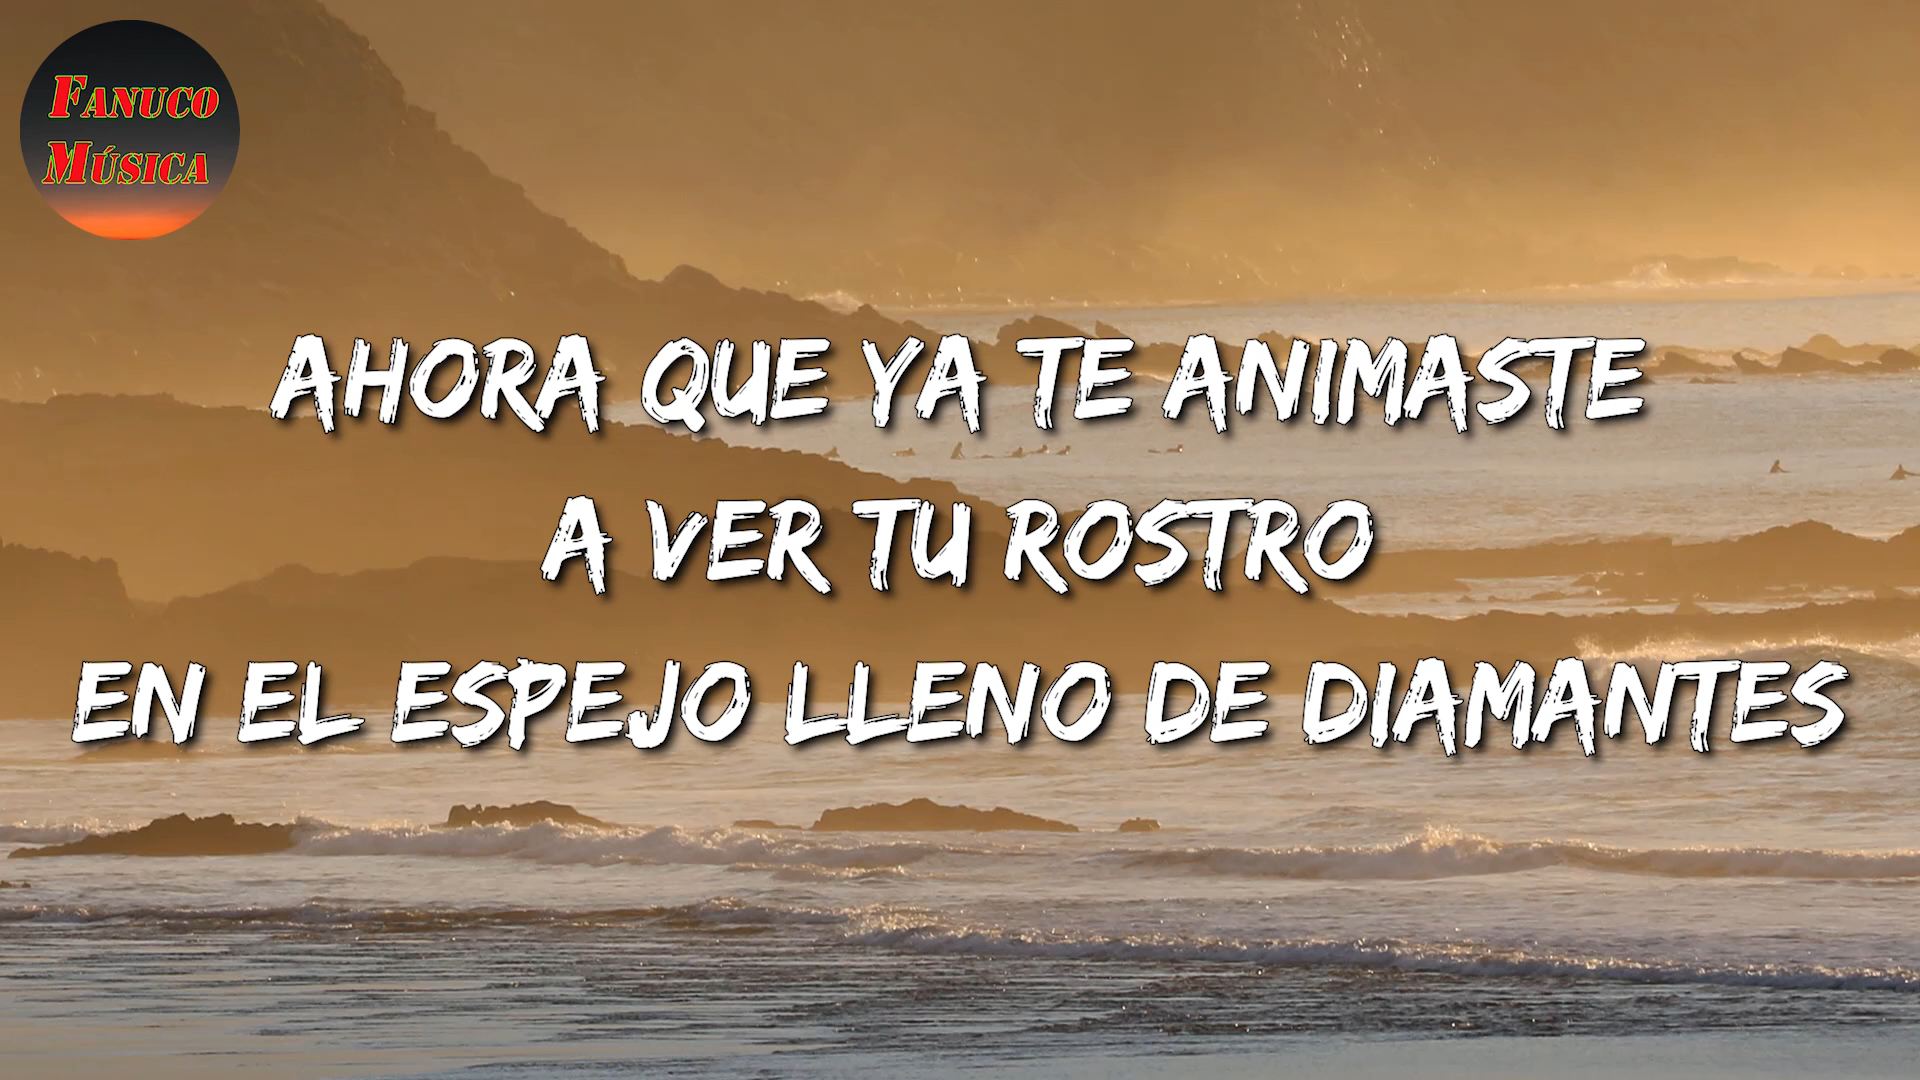 FANUCO
MÚSICA
AHORA QUE YA TE ANIMASTE
A VER TU ROSTRO
EN EL ESPEJO LLENO DE DIAMANTES